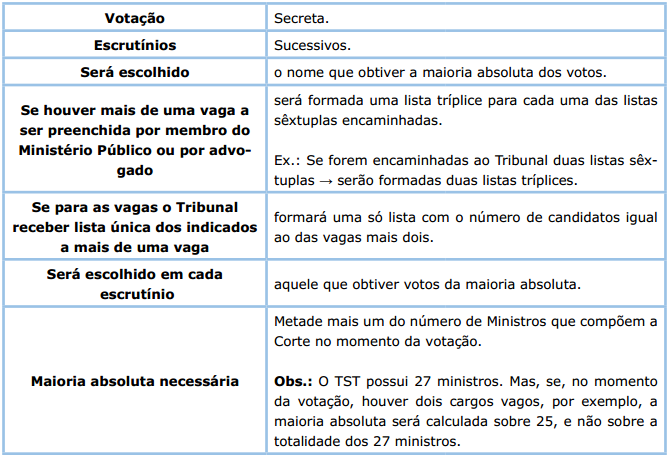 Votação
Secreta.
Escrutínios
Sucessivos.
Será escolhido
o nome que obtiver a maioria absoluta dos votos.
Se houver mais de uma vaga a
ser preenchida por membro do
Ministério Público ou por advo-
gado
será formada uma lista tríplice para cada uma das listas
sêxtuplas encaminhadas.
Ex.: Se forem encaminhadas ao Tribunal duas listas sêx-
tuplas → serão formadas duas listas tríplices.
Se para as vagas o Tribunal
receber lista única dos indicados
a mais de uma vaga
formará uma só lista com o número de candidatos igual
ao das vagas mais dois.
Será escolhido em cada
escrutínio
aquele que obtiver votos da maioria absoluta.
Maioria absoluta necessária
Metade mais um do número de Ministros que compõem a
Corte no momento da votação.
Obs.: O TST possui 27 ministros. Mas, se, no momento
da votação, houver dois cargos vagos, por exemplo, a
maioria absoluta será calculada sobre 25, e não sobre a
totalidade dos 27 ministros.